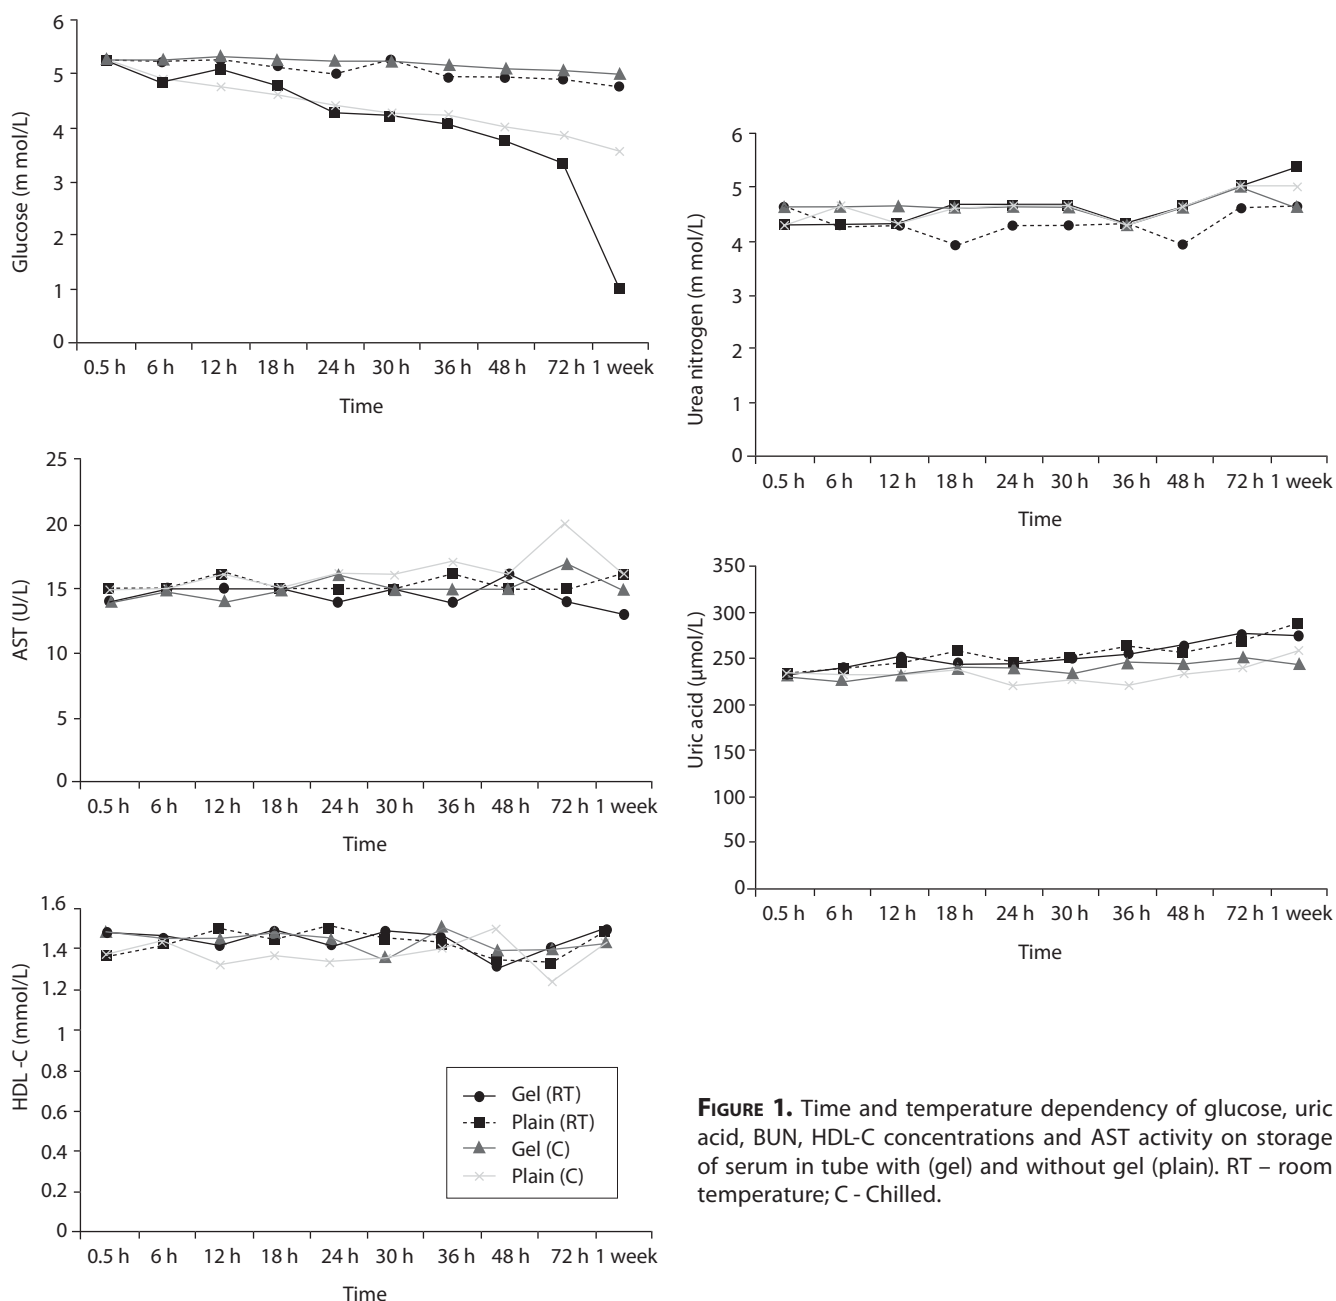 6
5
4
3
2
1
0
Glucose (m mol/L)
0.5 h 6 h 12 h 18 h 24 h 30 h 36 h 48 h 72 h 1 week
Time
25
20
15
10
5
0
AST (U/L)
0.5 h 6 h 12 h 18 h 24 h 30 h 36 h 48 h 72 h 1 week
Time
1.6
1.4
1.2
1
0.8
0.6
0.4
0.2
0
HDL -C (mmol/L)
0.5 h 6 h 12 h 18 h 24 h 30 h 36 h 48 h 72 h 1 week
Time
Gel (RT)
Plain (RT)
Gel (C)
Plain (C)
6
5
4
3
2
1
0
Urea nitrogen (m mol/L)
0.5 h 6 h 12 h 18 h 24 h 30 h 36 h 48 h 72 h 1 week
Time
350
300
250
200
150
100
50
0
Uric acid (μmol/L)
0.5 h 6 h 12 h 18 h 24 h 30 h 36 h 48 h 72 h 1 week
Time
FIGURE 1. Time and temperature dependency of glucose, uric
acid, BUN, HDL-C concentrations and AST activity on storage
of serum in tube with (gel) and without gel (plain). RT – room
temperature; C - Chilled.